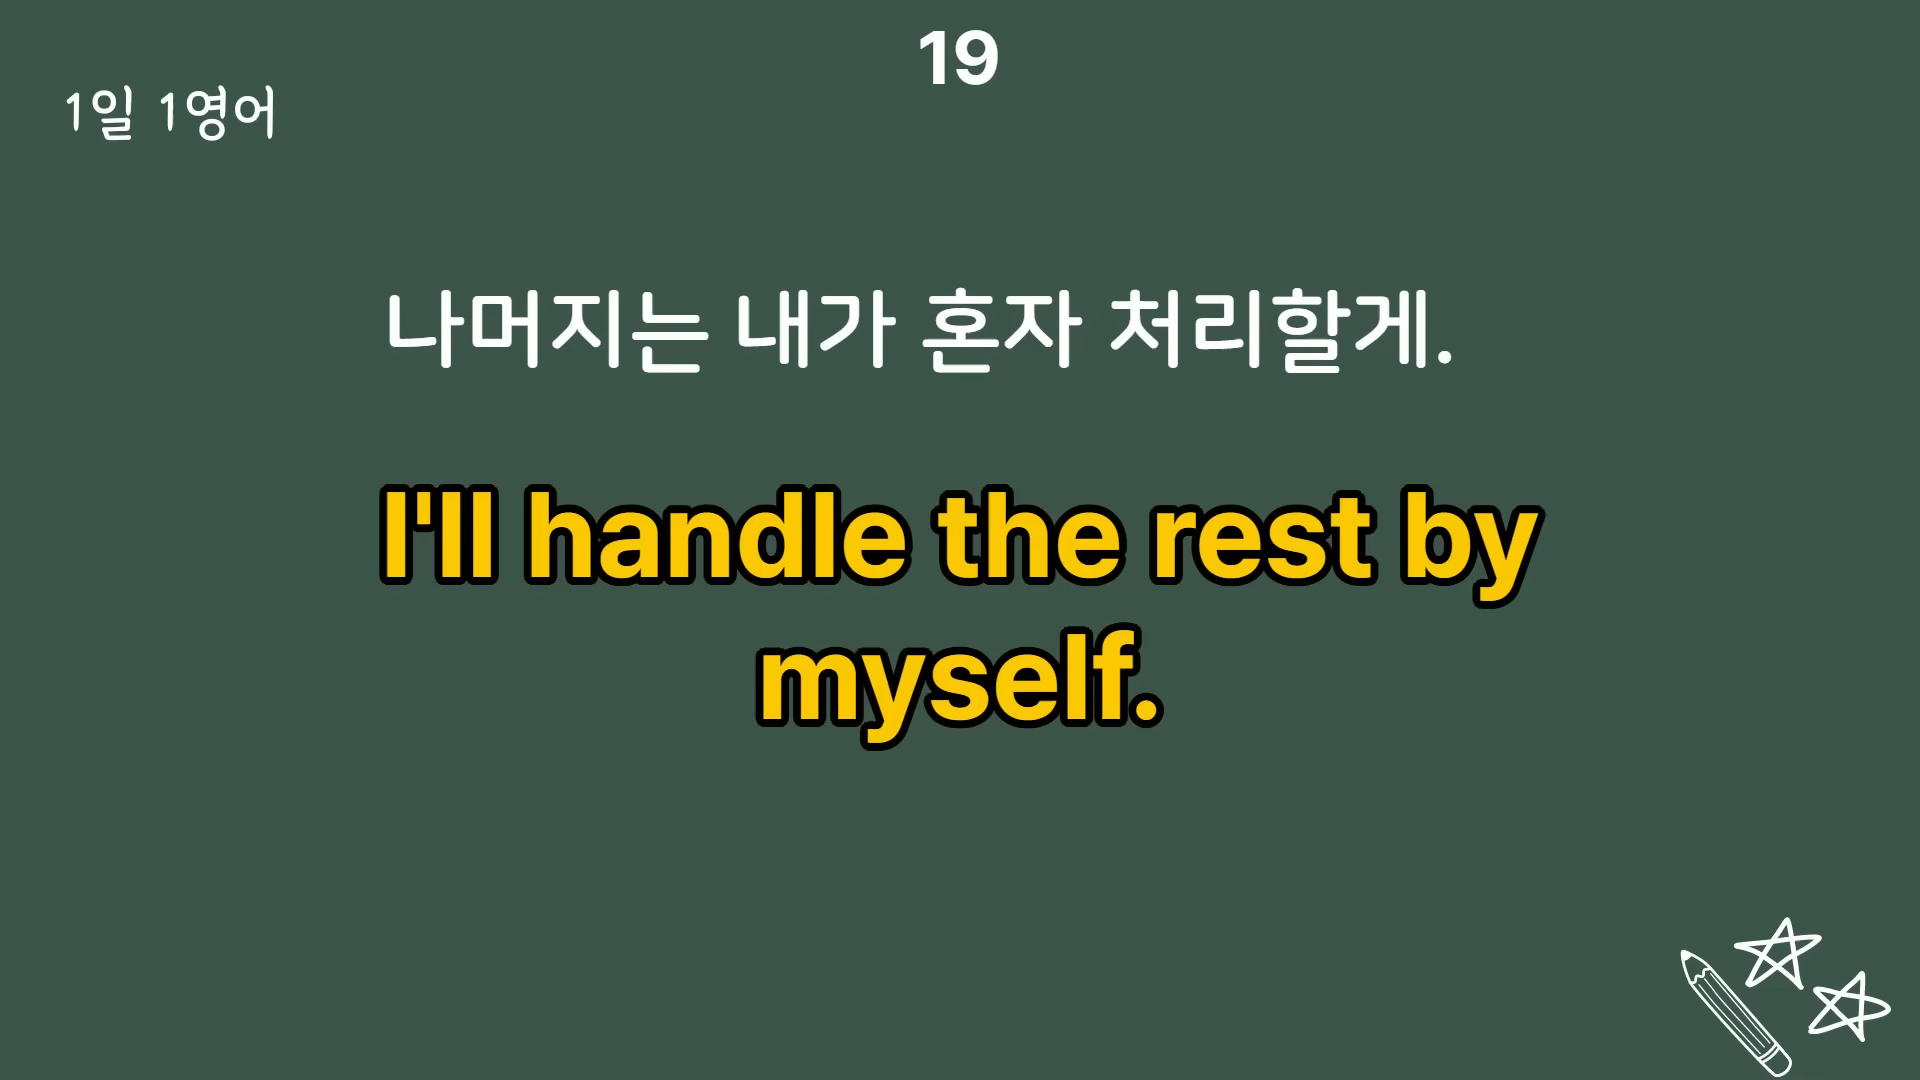 19
1일 1영어
나머지는 내가 혼자 처리할게.
I'll handle the rest by
myself.